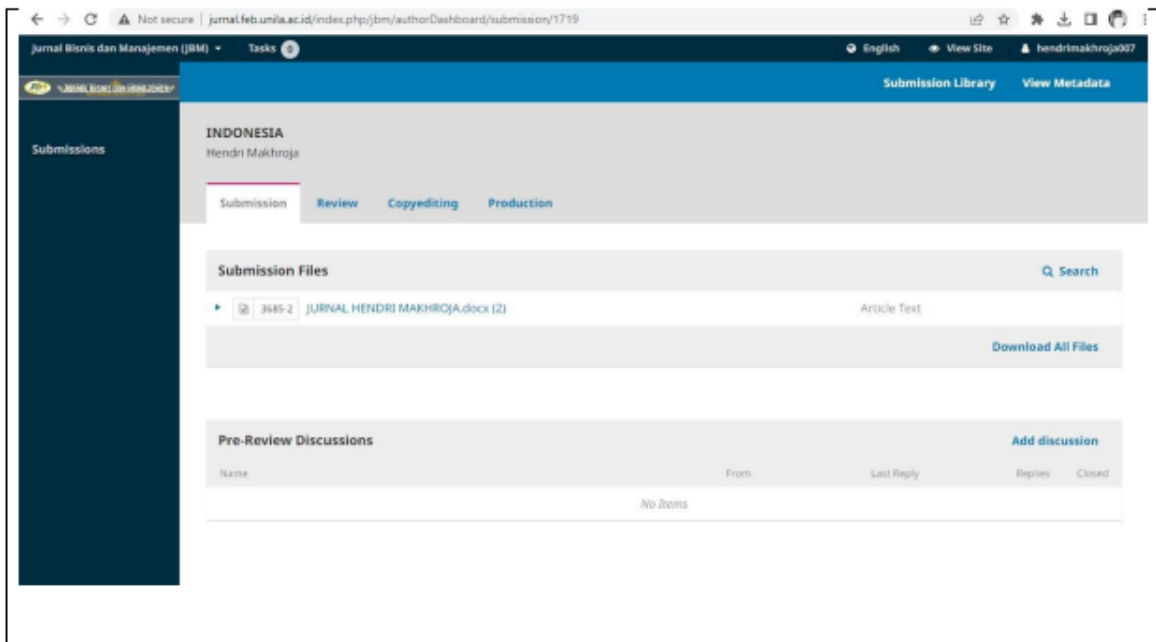 Not secure | jurnal.feb.unila.ac.id/index.php/jbm/authorDashboard/submission/1719
Jurnal Bisnis dan Manajemen (JBM) Tasks 0 English View Site hendrimakhroja007
Submission Library View Metadata
Submissions
INDONESIA
Hendri Makhroja
Submission Review Copyediting Production
Submission Files Search
3685-2 JURNAL HENDRI MAKHROJA.docx (2) Article Text
Download All Files
Pre-Review Discussions Add discussion
Name From Last Reply Replies Closed
No Items